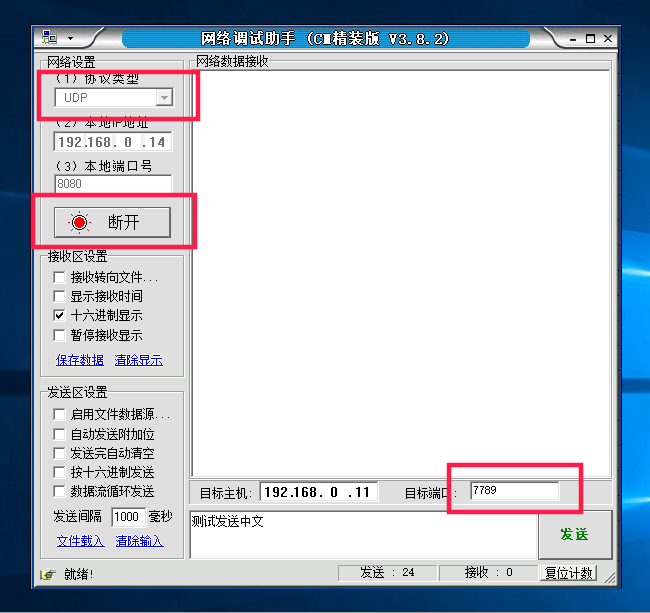 网络调试助手 (CⅢ精装版 V3.8.2)
网络设置
(1) 协议类型
UDP
(2) 本地IP地址
192.168. 0 .14
(3) 本地端口号
8080
断开
接收区设置
接收转向文件...
显示接收时间
十六进制显示
暂停接收显示
保存数据 清除显示
发送区设置
启用文件数据源...
自动发送附加位
发送完自动清空
按十六进制发送
数据流循环发送
发送间隔 1000 毫秒
文件载入 清除输入
网络数据接收
目标主机: 192.168. 0 .11 目标端口: 7789
测试发送中文
发送
就绪! 发送 : 24 接收 : 0 复位计数